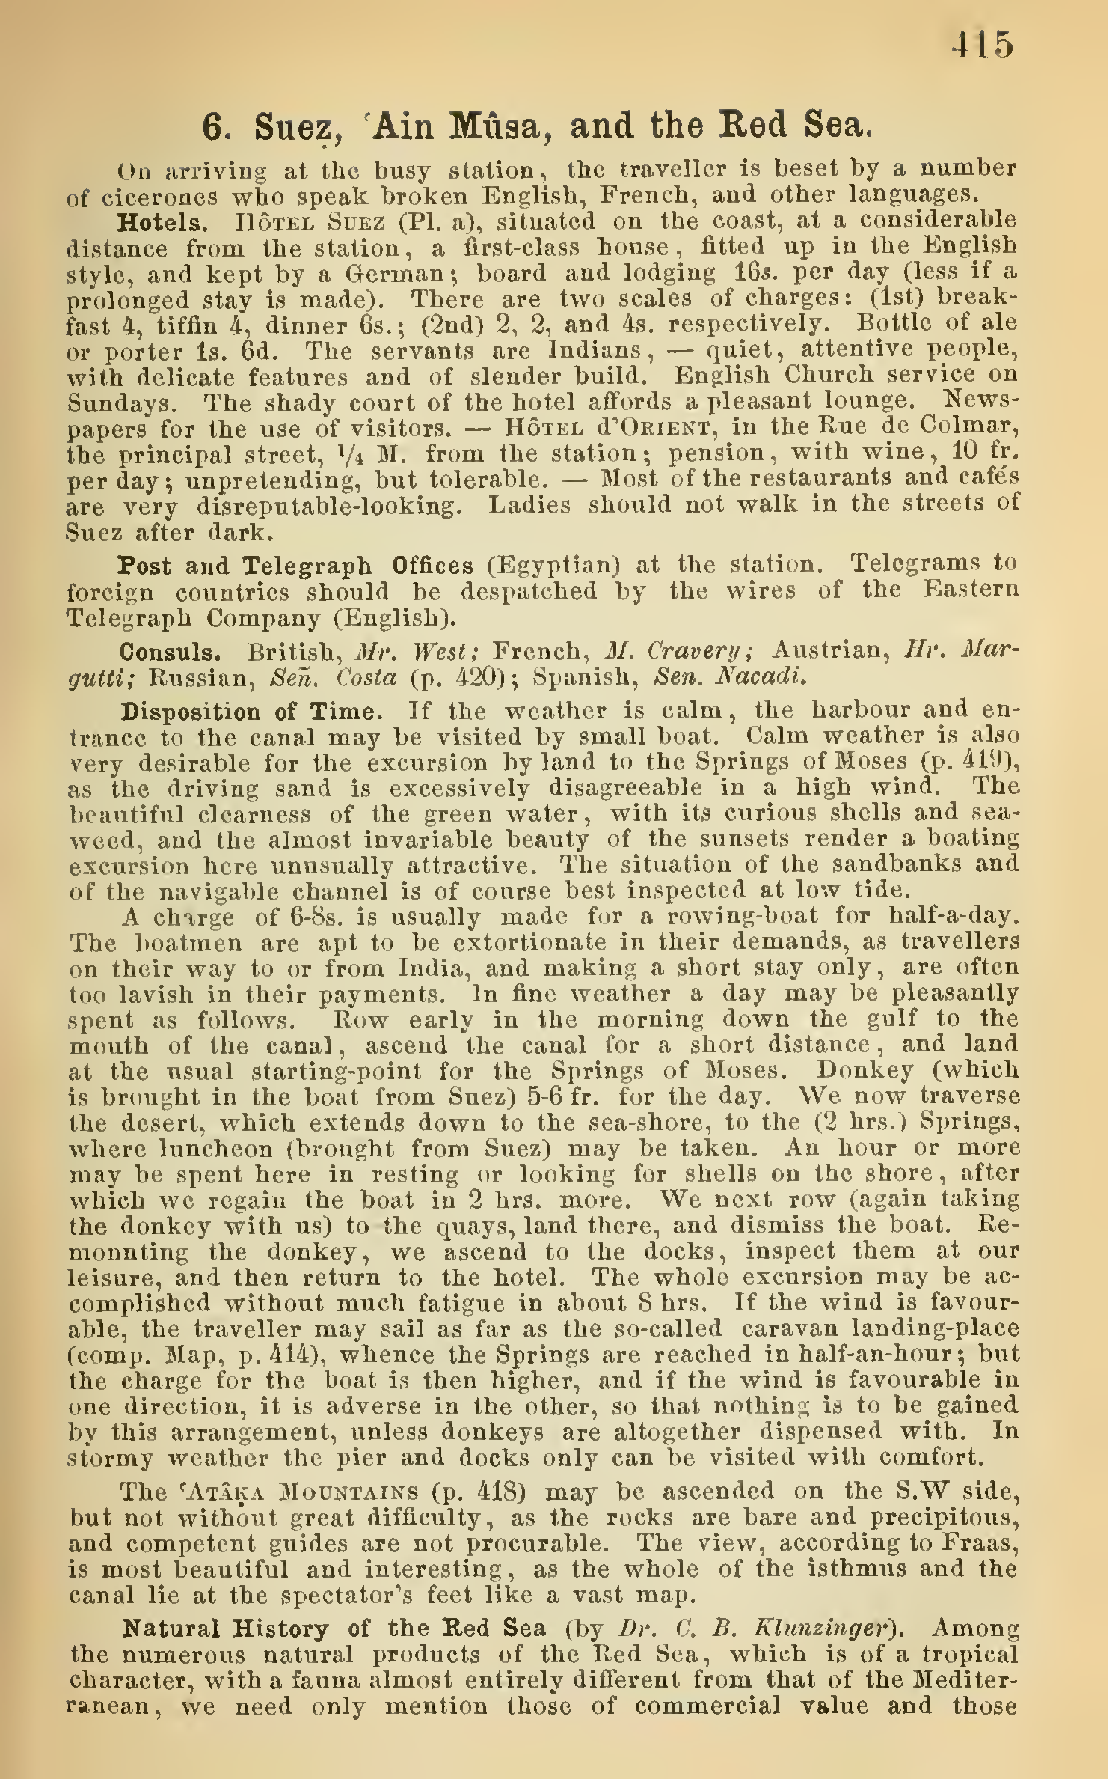 415
6. Suez, ʿAin Mûsa, and the Red Sea.
On arriving at the busy station, the traveller is beset by a number
of cicerones who speak broken English, French, and other languages.
Hotels. Hôtel Suez (Pl. a), situated on the coast, at a considerable
distance from the station, a first-class house, fitted up in the English
style, and kept by a German; board and lodging 16s. per day (less if a
prolonged stay is made). There are two scales of charges: (1st) break-
fast 4, tiffin 4, dinner 6s.; (2nd) 2, 2, and 4s. respectively. Bottle of ale
or porter 1s. 6d. The servants are Indians, — quiet, attentive people,
with delicate features and of slender build. English Church service on
Sundays. The shady court of the hotel affords a pleasant lounge. News-
papers for the use of visitors. — Hôtel d'Orient, in the Rue de Colmar,
the principal street, 1/4 M. from the station; pension, with wine, 10 fr.
per day; unpretending, but tolerable. — Most of the restaurants and cafés
are very disreputable-looking. Ladies should not walk in the streets of
Suez after dark.
Post and Telegraph Offices (Egyptian) at the station. Telegrams to
foreign countries should be despatched by the wires of the Eastern
Telegraph Company (English).
Consuls. British, Mr. West; French, M. Cravery; Austrian, Hr. Mar-
gutti; Russian, Señ. Costa (p. 420); Spanish, Sen. Nacadi.
Disposition of Time. If the weather is calm, the harbour and en-
trance to the canal may be visited by small boat. Calm weather is also
very desirable for the excursion by land to the Springs of Moses (p. 419),
as the driving sand is excessively disagreeable in a high wind. The
beautiful clearness of the green water, with its curious shells and sea-
weed, and the almost invariable beauty of the sunsets render a boating
excursion here unusually attractive. The situation of the sandbanks and
of the navigable channel is of course best inspected at low tide.
A charge of 6-8s. is usually made for a rowing-boat for half-a-day.
The boatmen are apt to be extortionate in their demands, as travellers
on their way to or from India, and making a short stay only, are often
too lavish in their payments. In fine weather a day may be pleasantly
spent as follows. Row early in the morning down the gulf to the
mouth of the canal, ascend the canal for a short distance, and land
at the usual starting-point for the Springs of Moses. Donkey (which
is brought in the boat from Suez) 5-6 fr. for the day. We now traverse
the desert, which extends down to the sea-shore, to the (2 hrs.) Springs,
where luncheon (brought from Suez) may be taken. An hour or more
may be spent here in resting or looking for shells on the shore, after
which we regain the boat in 2 hrs. more. We next row (again taking
the donkey with us) to the quays, land there, and dismiss the boat. Re-
mounting the donkey, we ascend to the docks, inspect them at our
leisure, and then return to the hotel. The whole excursion may be ac-
complished without much fatigue in about 8 hrs. If the wind is favour-
able, the traveller may sail as far as the so-called caravan landing-place
(comp. Map, p. 414), whence the Springs are reached in half-an-hour; but
the charge for the boat is then higher, and if the wind is favourable in
one direction, it is adverse in the other, so that nothing is to be gained
by this arrangement, unless donkeys are altogether dispensed with. In
stormy weather the pier and docks only can be visited with comfort.
The ʿAtâḳa Mountains (p. 418) may be ascended on the S.W side,
but not without great difficulty, as the rocks are bare and precipitous,
and competent guides are not procurable. The view, according to Fraas,
is most beautiful and interesting, as the whole of the isthmus and the
canal lie at the spectator's feet like a vast map.
Natural History of the Red Sea (by Dr. C. B. Klunzinger). Among
the numerous natural products of the Red Sea, which is of a tropical
character, with a fauna almost entirely different from that of the Mediter-
ranean, we need only mention those of commercial value and those